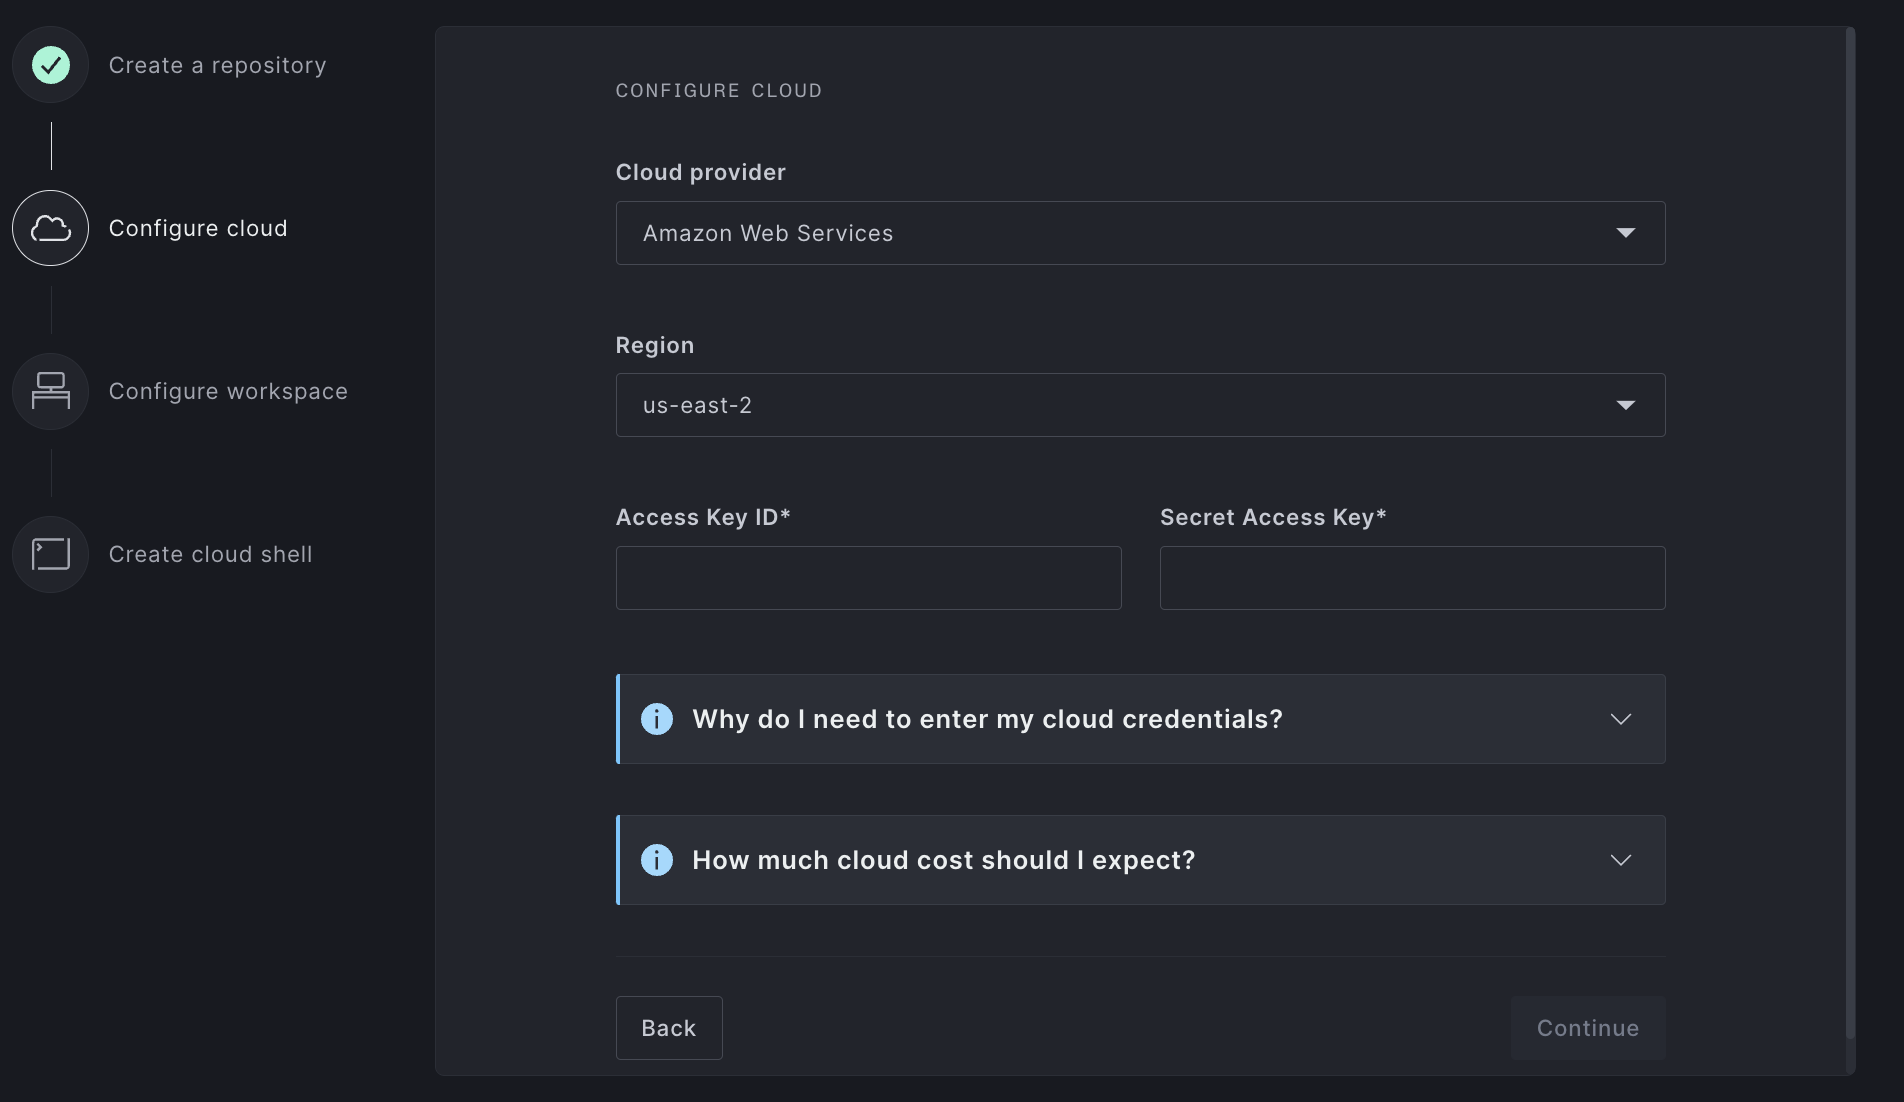 Create a repository
Configure cloud
Configure workspace
Create cloud shell
CONFIGURE CLOUD
Cloud provider
Amazon Web Services
Region
us-east-2
Access Key ID*
Secret Access Key*
Why do I need to enter my cloud credentials?
How much cloud cost should I expect?
Back
Continue